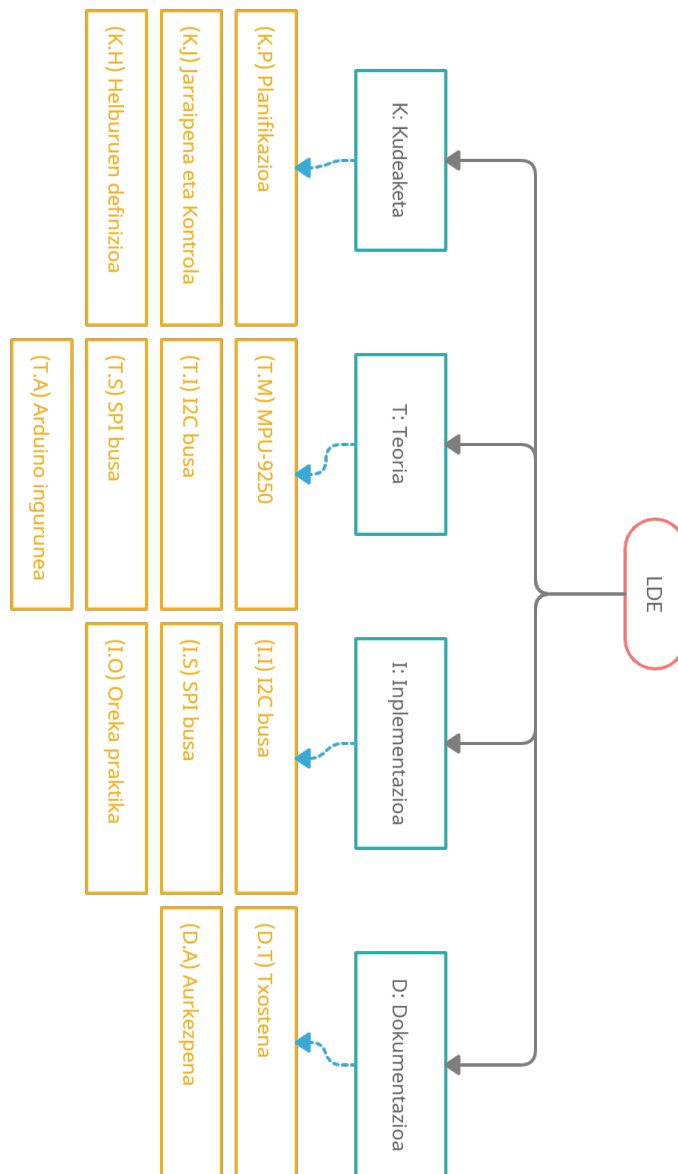 LDE
K: Kudeaketa
(K.P) Planifikazioa
(K.J) Jarraipena eta Kontrola
(K.H) Helburuen definizioa
T: Teoria
(T.M) MPU-9250
(T.I) I2C busa
(T.S) SPI busa
(T.A) Arduino ingurunea
I: Inplementazioa
(I.I) I2C busa
(I.S) SPI busa
(I.O) Oreka praktika
D: Dokumentazioa
(D.T) Txostena
(D.A) Aurkezpena